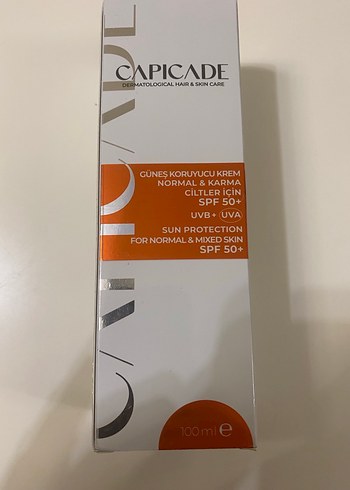 CAPICADE
DERMATOLOGICAL HAIR & SKIN CARE
CAPICADE
GÜNEŞ KORUYUCU KREM
NORMAL & KARMA
CİLTLER İÇİN
SPF 50+
UVB + UVA
SUN PROTECTION
FOR NORMAL & MIXED SKIN
SPF 50+
100 ml e